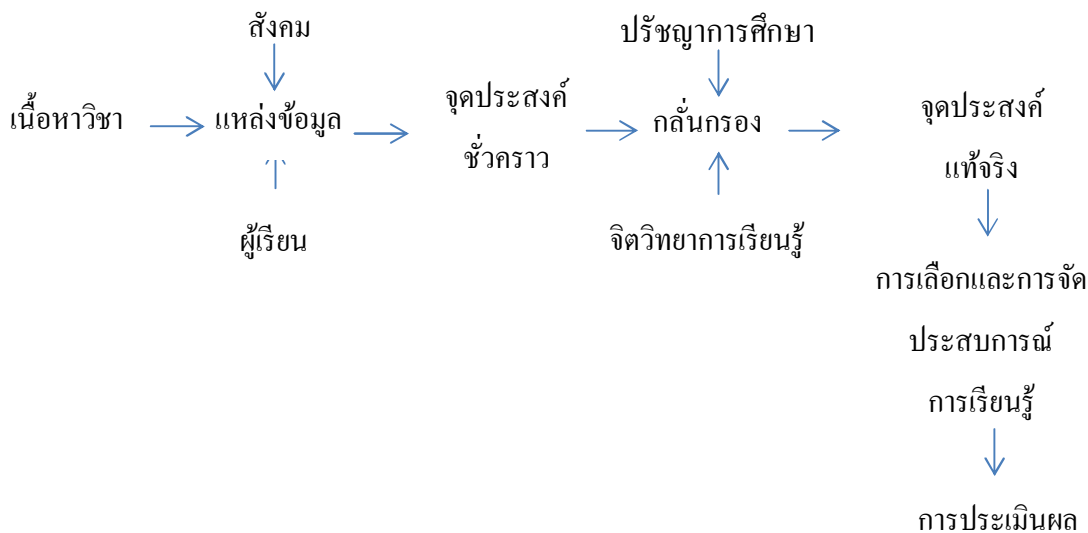 สังคม
ปรัชญาการศึกษา
เนื้อหาวิชา
แหล่งข้อมูล
จุดประสงค์
ชั่วคราว
กลั่นกรอง
จุดประสงค์
แท้จริง
ผู้เรียน
จิตวิทยาการเรียนรู้
การเลือกและการจัด
ประสบการณ์
การเรียนรู้
การประเมินผล